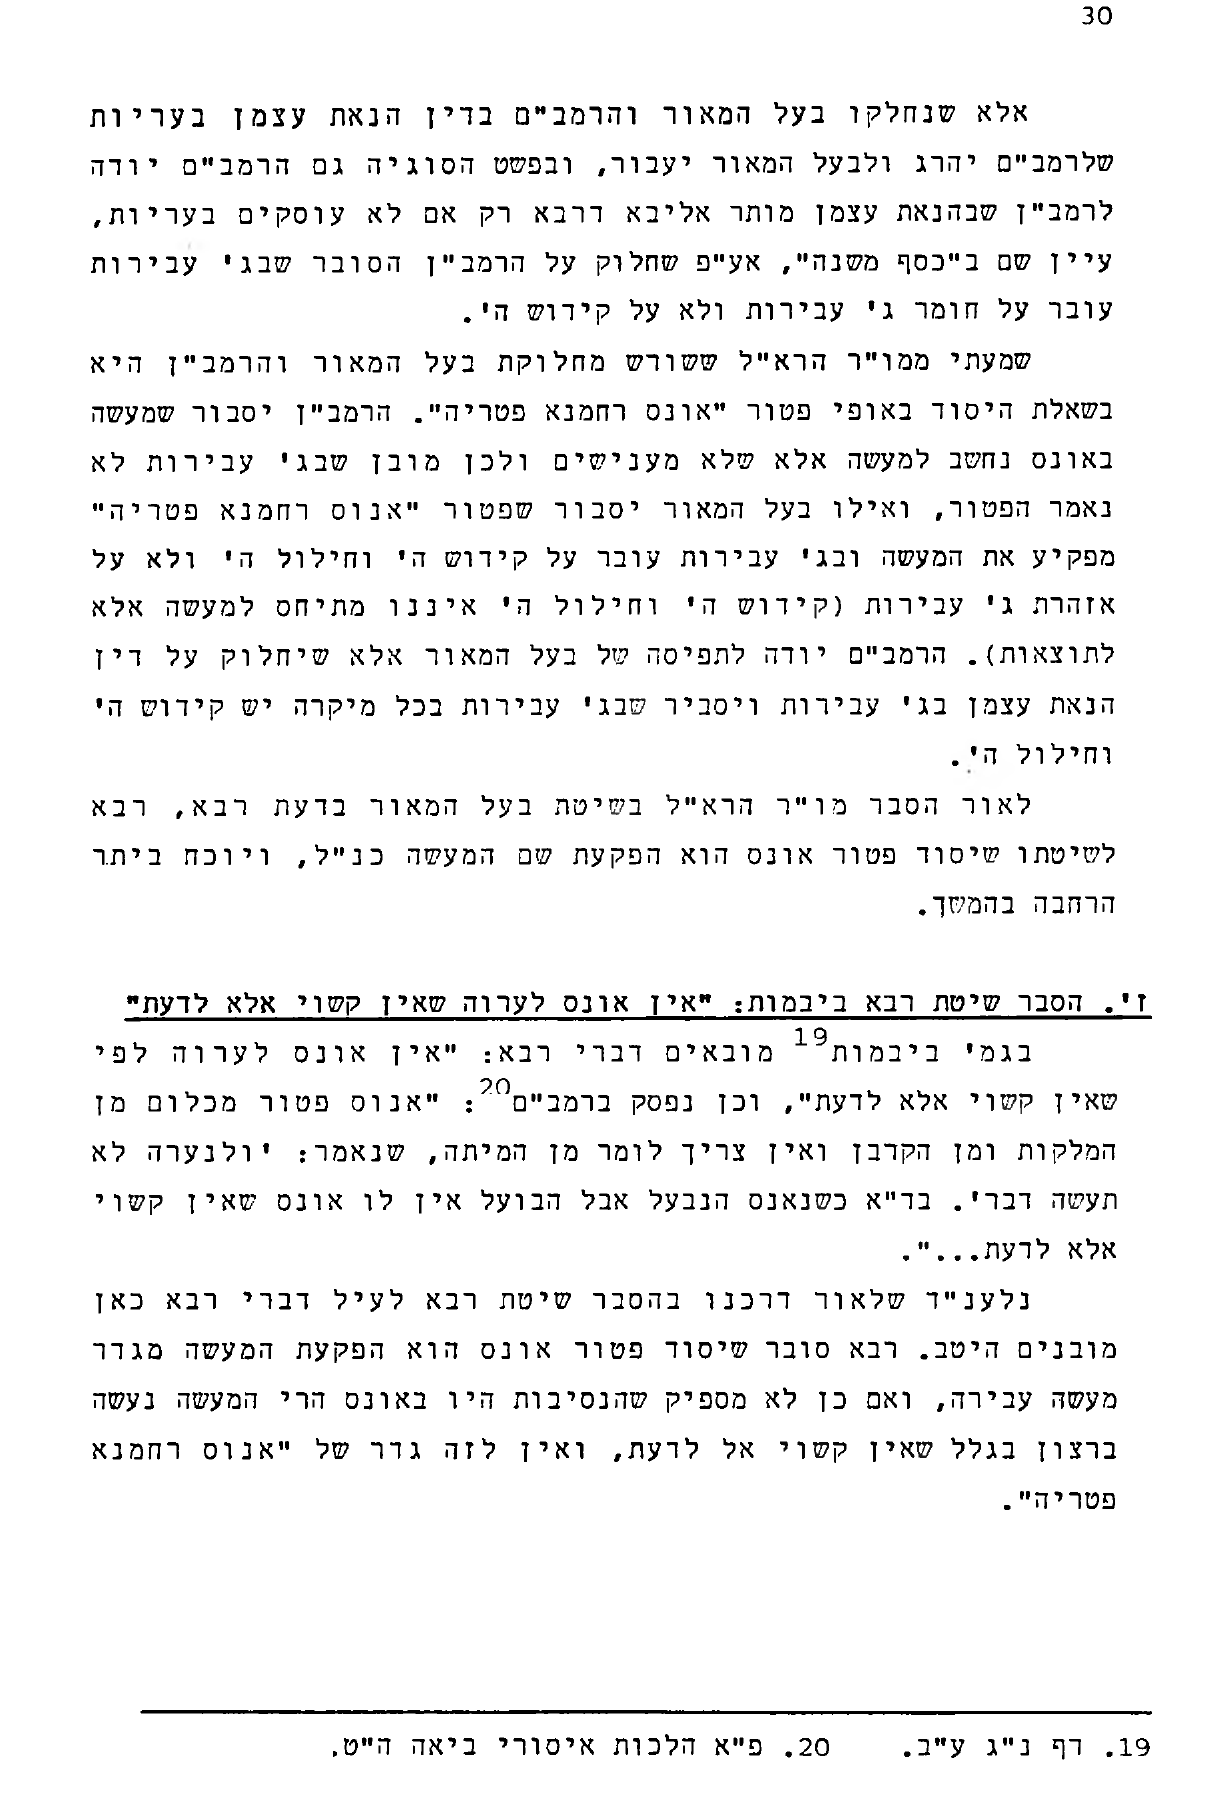 30
אלא שנחלקו בעל המאור והרמב"ם בדין הנאת עצמן בעריות
שלרמב"ם יהרג ולבעל המאור יעבור, ובפשט הסוגיה גם הרמב"ם יודה
לרמב"ן שבהנאת עצמן מותר אליבא דרבא רק אם לא עוסקים בעריות,
עיין שם ב"כסף משנה", אע"פ שחלוק על הרמב"ן הסובר שבג' עבירות
עובר על חומר ג' עבירות ולא על קידוש ה'.
שמעתי ממו"ר הרא"ל ששורש מחלוקת בעל המאור והרמב"ן היא
בשאלת היסוד באופי פטור "אונס רחמנא פטריה". הרמב"ן יסבור שמעשה
באונס נחשב למעשה אלא שלא מענישים ולכן מובן שבג' עבירות לא
נאמר הפטור, ואילו בעל המאור יסבור שפטור "אנוס רחמנא פטריה"
מפקיע את המעשה ובג' עבירות עובר על קידוש ה' וחילול ה' ולא על
אזהרת ג' עבירות (קידוש ה' וחילול ה' איננו מתיחס למעשה אלא
לתוצאות). הרמב"ם יודה לתפיסה של בעל המאור אלא שיחלוק על דין
הנאת עצמן בג' עבירות ויסביר שבג' עבירות בכל מיקרה יש קידוש ה'
וחילול ה'.
לאור הסבר מו"ר הרא"ל בשיטת בעל המאור בדעת רבא, רבא
לשיטתו שיסוד פטור אונס הוא הפקעת שם המעשה כנ"ל, ויוכח ביתר
הרחבה בהמשך.
ז'. הסבר שיטת רבא ביבמות: "אין אונס לערוה שאין קשוי אלא לדעת"
בגמ' ביבמות19 מובאים דברי רבא: "אין אונס לערוה לפי
שאין קשוי אלא לדעת", וכן נפסק ברמב"ם20: "אנוס פטור מכלום מן
המלקות ומן הקדבן ואין צריך לומר מן המיתה, שנאמר: 'ולנערה לא
תעשה דבר'. בד"א כשנאנס הנבעל אבל הבועל אין לו אונס שאין קשוי
אלא לדעת...".
נלענ"ד שלאור דרכנו בהסבר שיטת רבא לעיל דברי רבא כאן
מובנים היטב. רבא סובר שיסוד פטור אונס הוא הפקעת המעשה מגדר
מעשה עבירה, ואם כן לא מספיק שהנסיבות היו באונס הרי המעשה נעשה
ברצון בגלל שאין קשוי אל לדעת, ואין לזה גדר של "אנוס רחמנא
פטריה".
19. דף נ"ג ע"ב. 20. פ"א הלכות איסורי ביאה ה"ט.